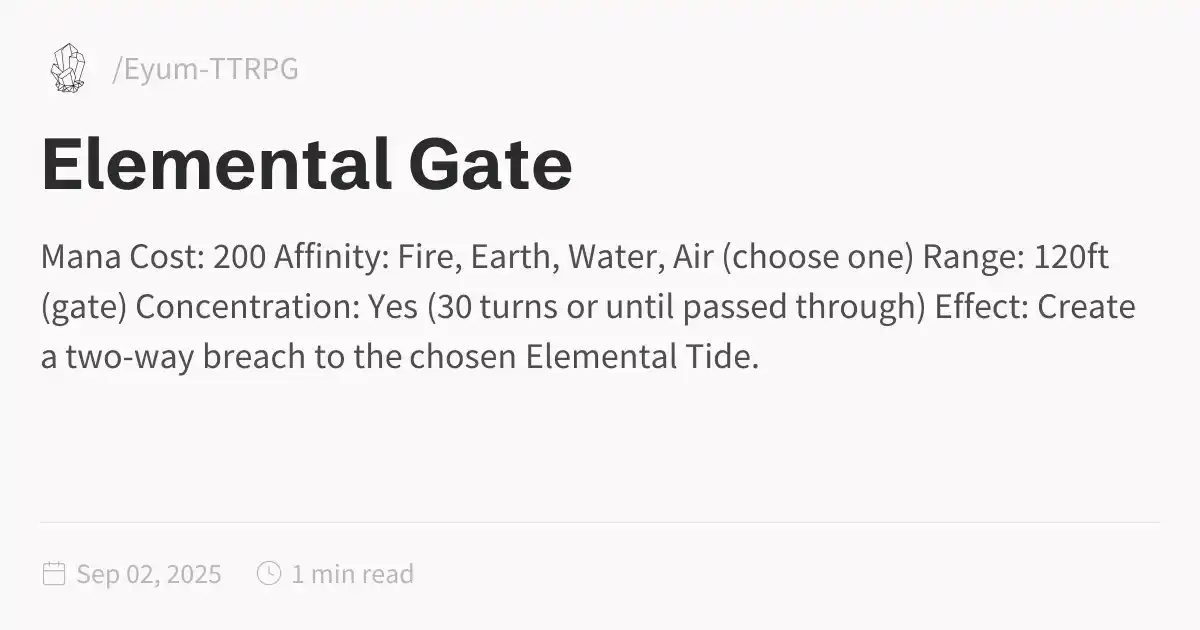 /Eyum-TTRPG
Elemental Gate
Mana Cost: 200 Affinity: Fire, Earth, Water, Air (choose one) Range: 120ft
(gate) Concentration: Yes (30 turns or until passed through) Effect: Create
a two-way breach to the chosen Elemental Tide.
Sep 02, 2025 1 min read